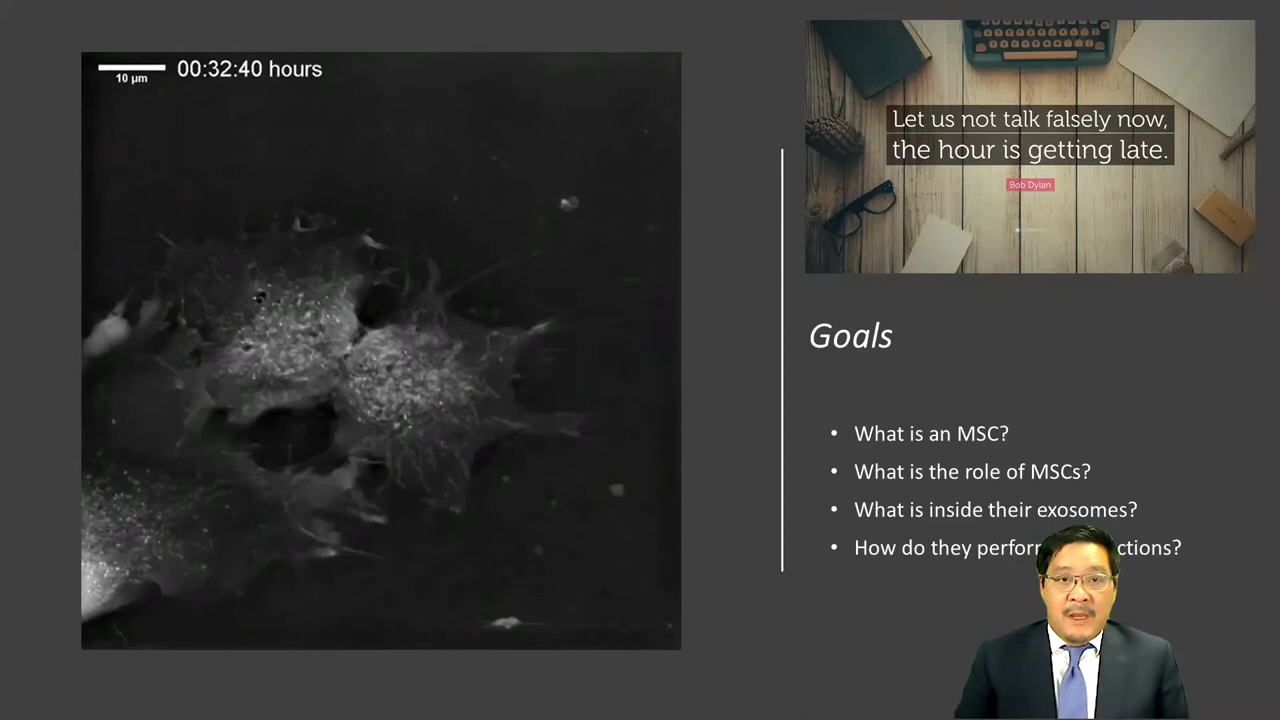 10 μm
00:32:40 hours
Let us not talk falsely now,
the hour is getting late.
Bob Dylan
Goals
• What is an MSC?
• What is the role of MSCs?
• What is inside their exosomes?
• How do they